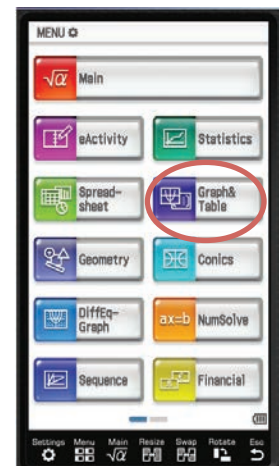 MENU
√α Main
eActivity
Statistics
Spread-
sheet
Graph&
Table
Geometry
Conics
DiffEq-
Graph
ax=b NumSolve
Sequence
Financial
Settings Menu Main Resize Swap Rotate Esc
√α